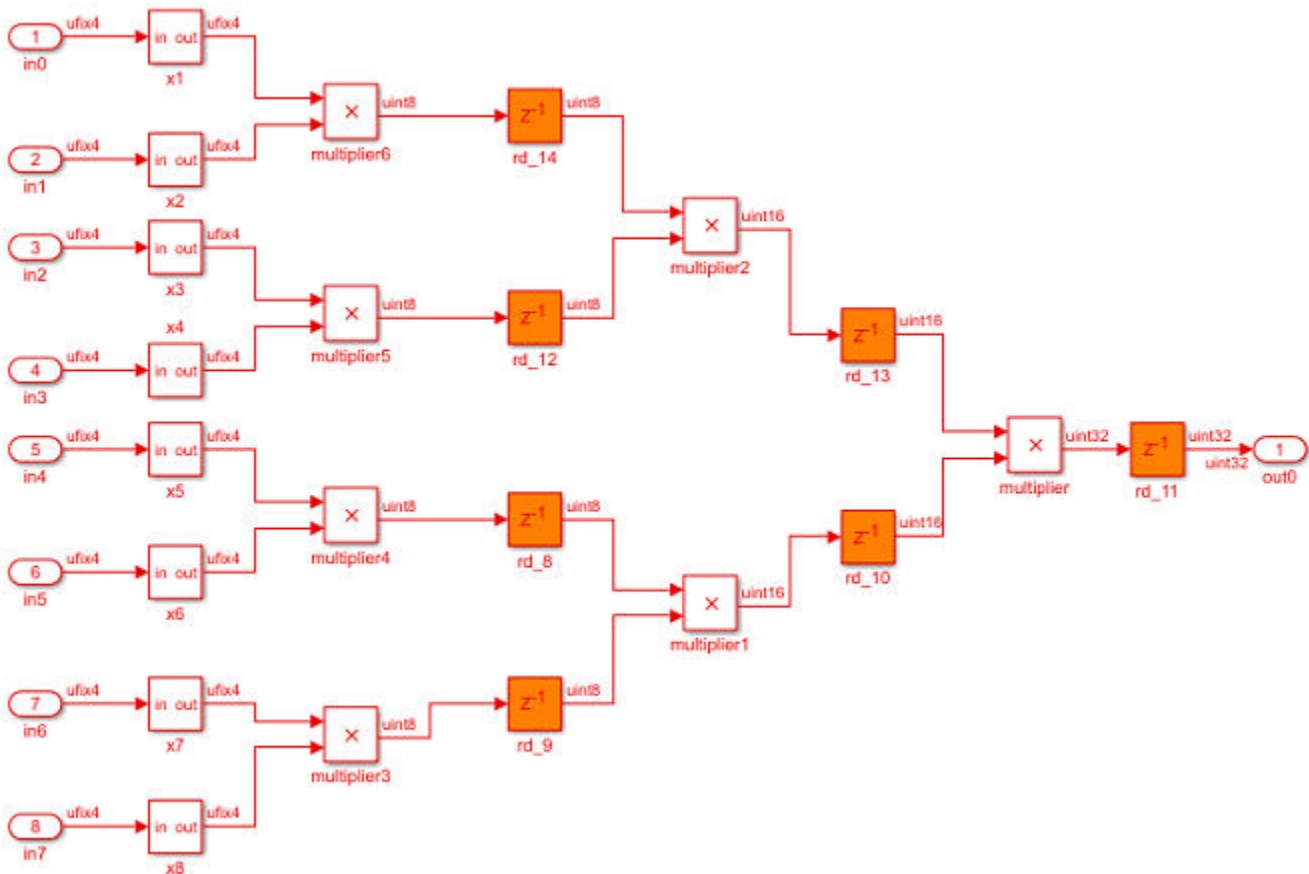 ufix4
ufix4
1
in out
in0
x1
uint8
uint8
×
Z-1
ufix4
ufix4
multiplier6
rd_14
2
in out
in1
x2
uint16
ufix4
ufix4
×
3
in out
multiplier2
in2
x3
uint8
uint8
×
Z-1
x4
uint16
Z-1
ufix4
ufix4
multiplier5
rd_12
4
in out
rd_13
in3
ufix4
ufix4
uint32
uint32
5
in out
×
Z-1
1
uint32
in4
x5
multiplier
rd_11
out0
uint8
uint8
uint16
×
Z-1
Z-1
ufix4
ufix4
multiplier4
rd_8
6
in out
rd_10
in5
x6
uint16
×
multiplier1
ufix4
ufix4
uint8
7
in out
Z-1
uint8
in6
x7
×
rd_9
multiplier3
ufix4
ufix4
8
in out
in7
x8